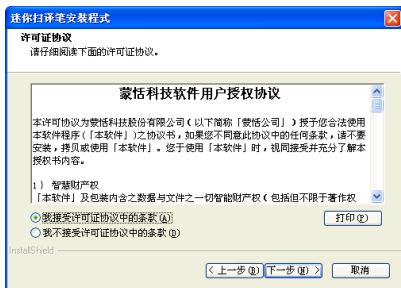 迷你扫译笔安装程式
许可证协议
请仔细阅读下面的许可证协议。
蒙恬科技软件用户授权协议
本许可协议为蒙恬科技股份有限公司（以下简称「蒙恬公司」）授予您合法使用
本软件程序（「本软件」）之协议书，如果您不同意此协议中的任何条款，请不要
安装，拷贝或使用「本软件」。您于使用「本软件」时，视同接受并充分了解本
授权书内容。
1） 智慧财产权
「本软件」及包装内含之数据与文件之一切智能财产权（包括但不限于著作权
我接受许可证协议中的条款(A)
打印(P)
我不接受许可证协议中的条款(D)
InstallShield
< 上一步(B)
下一步(N) >
取消